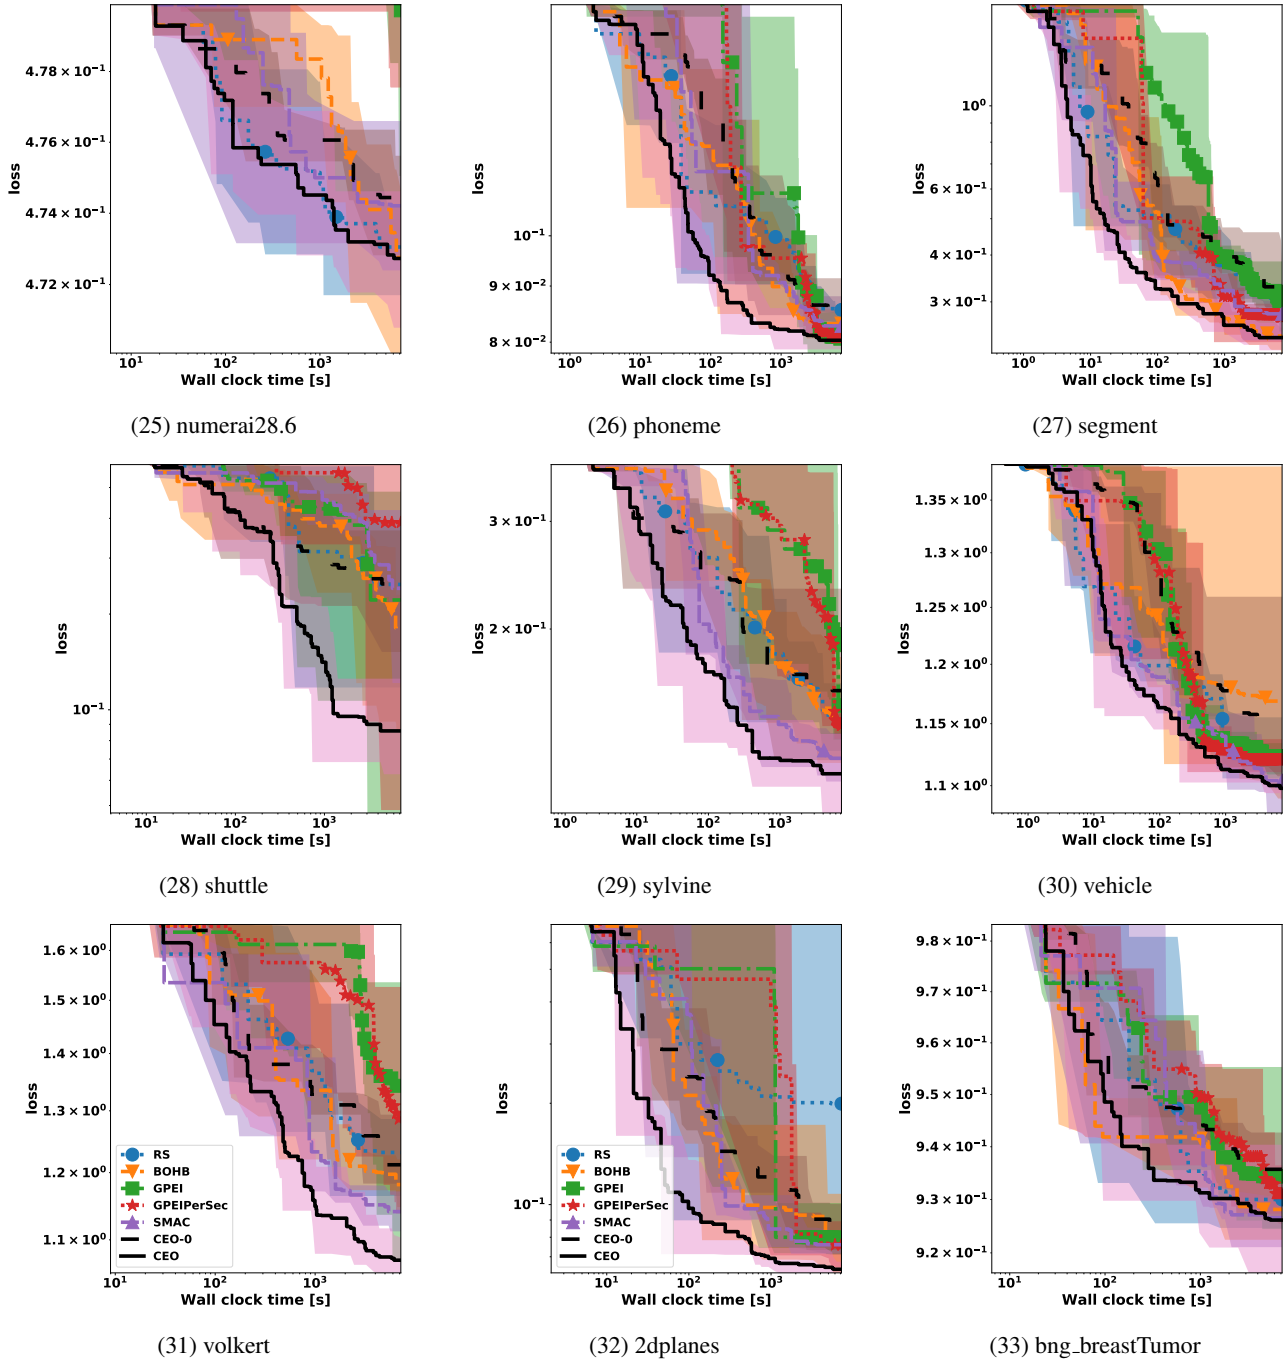 4.78 × 10⁻¹
4.76 × 10⁻¹
4.74 × 10⁻¹
4.72 × 10⁻¹
loss
10¹ 10² 10³
Wall clock time [s]
(25) numerai28.6
10⁻¹
9 × 10⁻²
8 × 10⁻²
loss
10⁰ 10¹ 10² 10³
Wall clock time [s]
(26) phoneme
10⁰
6 × 10⁻¹
4 × 10⁻¹
3 × 10⁻¹
loss
10⁰ 10¹ 10² 10³
Wall clock time [s]
(27) segment
10⁻¹
loss
10¹ 10² 10³
Wall clock time [s]
(28) shuttle
3 × 10⁻¹
2 × 10⁻¹
loss
10⁰ 10¹ 10² 10³
Wall clock time [s]
(29) sylvine
1.35 × 10⁰
1.3 × 10⁰
1.25 × 10⁰
1.2 × 10⁰
1.15 × 10⁰
1.1 × 10⁰
loss
10⁰ 10¹ 10² 10³
Wall clock time [s]
(30) vehicle
1.6 × 10⁰
1.5 × 10⁰
1.4 × 10⁰
1.3 × 10⁰
1.2 × 10⁰
1.1 × 10⁰
loss
RS
BOHB
GPEI
GPEIPerSec
SMAC
CEO-0
CEO
10¹ 10² 10³
Wall clock time [s]
(31) volkert
10⁻¹
loss
RS
BOHB
GPEI
GPEIPerSec
SMAC
CEO-0
CEO
10¹ 10² 10³
Wall clock time [s]
(32) 2dplanes
9.8 × 10⁻¹
9.7 × 10⁻¹
9.6 × 10⁻¹
9.5 × 10⁻¹
9.4 × 10⁻¹
9.3 × 10⁻¹
9.2 × 10⁻¹
loss
10¹ 10² 10³
Wall clock time [s]
(33) bng_breastTumor